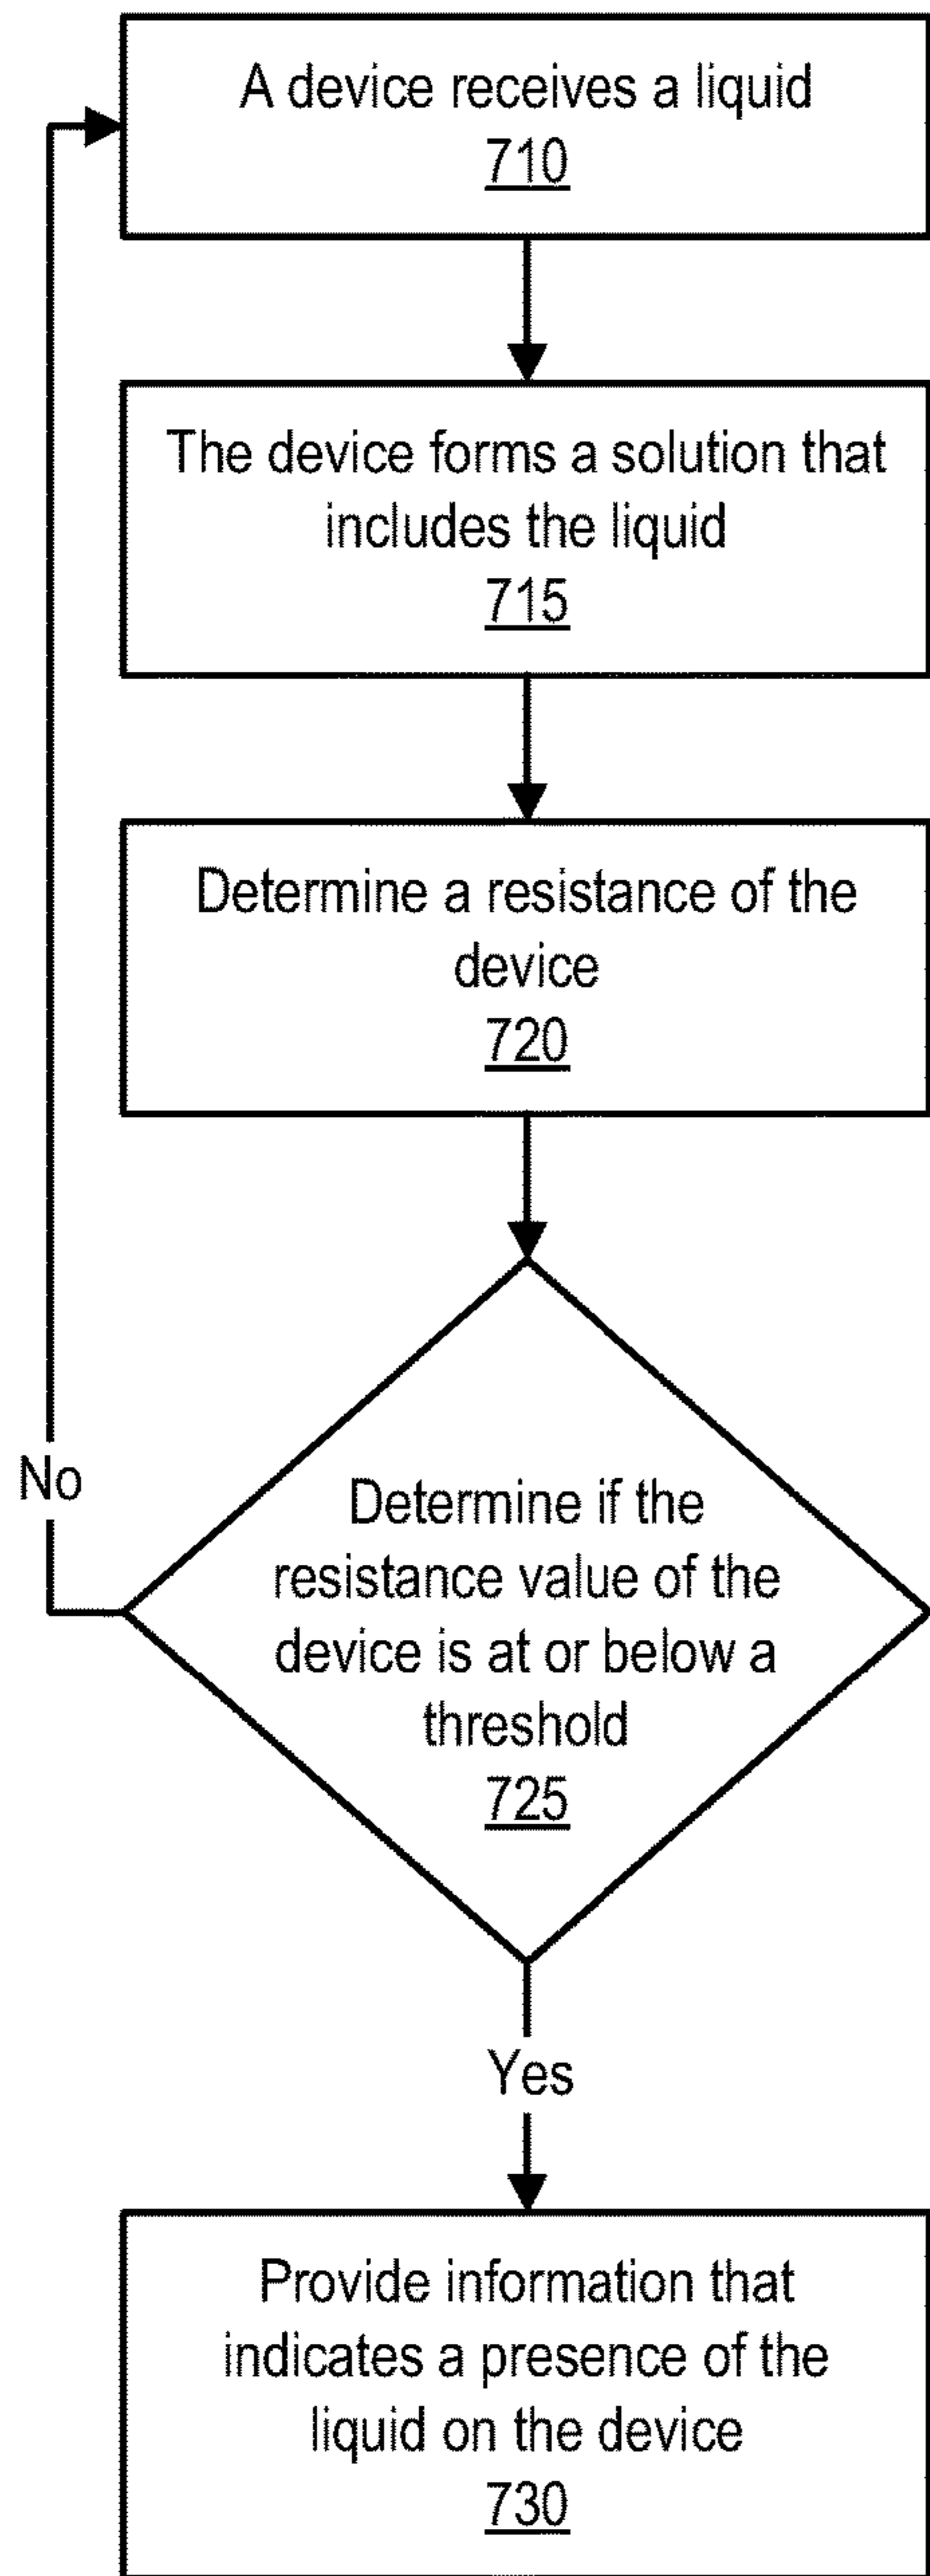 A device receives a liquid
710
The device forms a solution that
includes the liquid
715
Determine a resistance of the
device
720
No
Determine if the
resistance value of the
device is at or below a
threshold
725
Yes
Provide information that
indicates a presence of the
liquid on the device
730